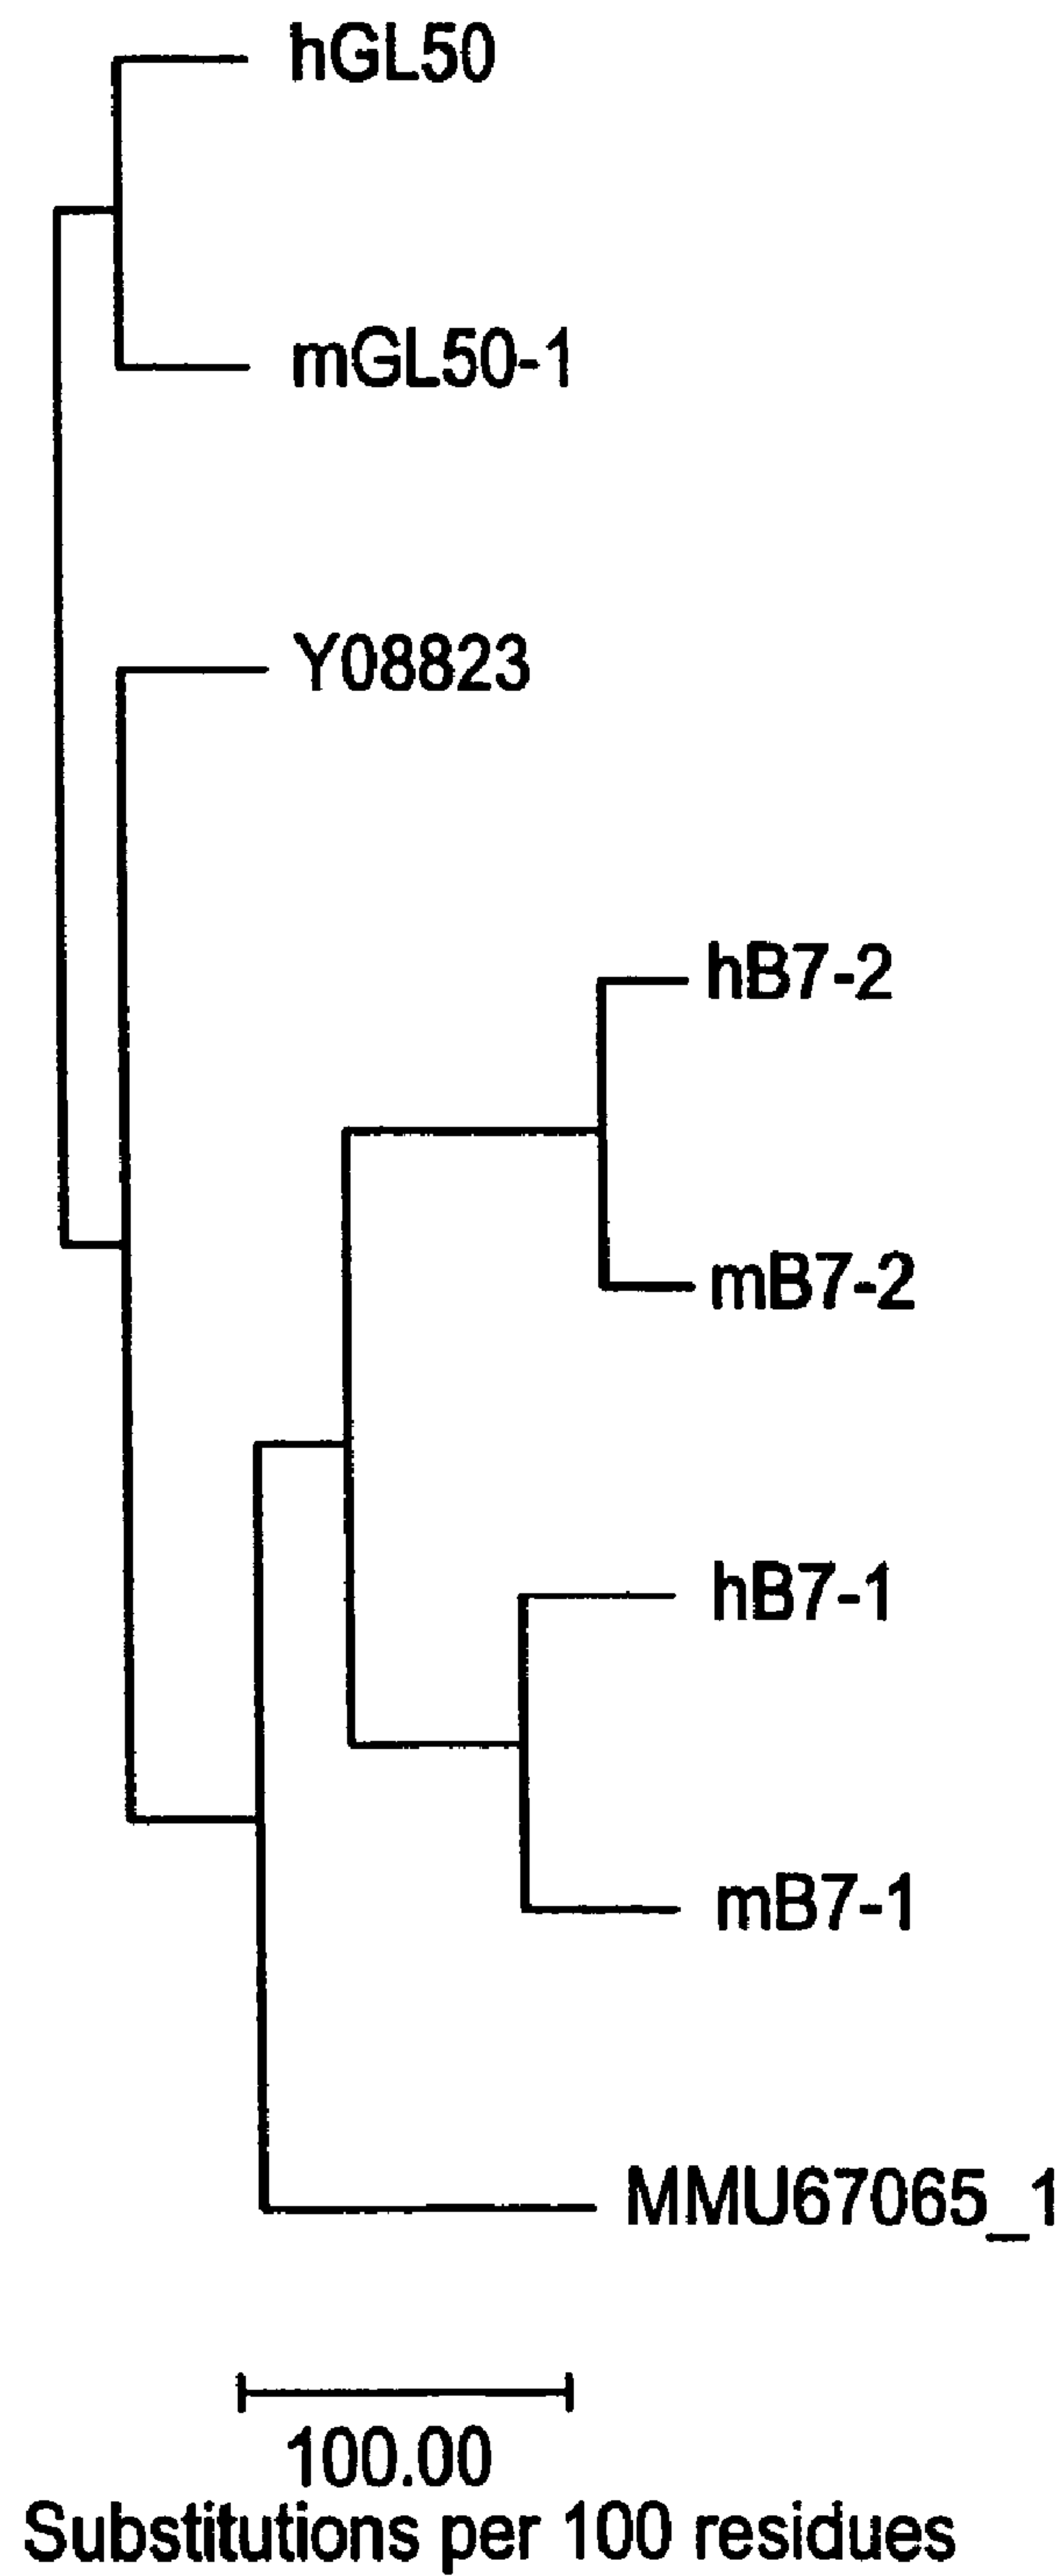 hGL50
mGL50-1
Y08823
hB7-2
mB7-2
hB7-1
mB7-1
MMU67065_1
100.00
Substitutions per 100 residues